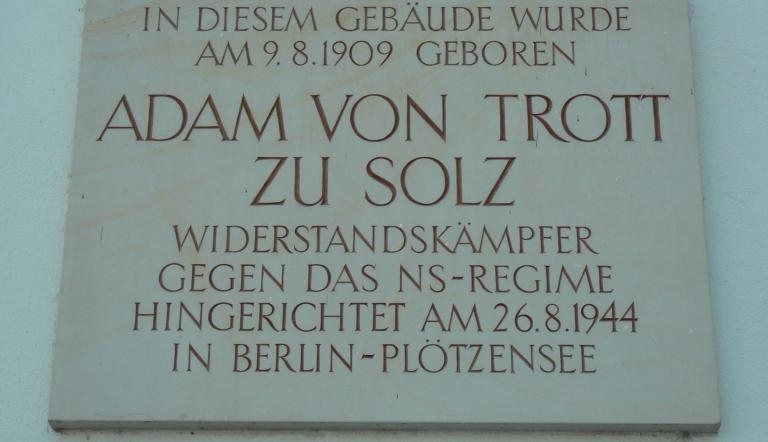 IN DIESEM GEBÄUDE WURDE
AM 9.8.1909 GEBOREN
ADAM VON TROTT
ZU SOLZ
WIDERSTANDSKÄMPFER
GEGEN DAS NS-REGIME
HINGERICHTET AM 26.8.1944
IN BERLIN-PLÖTZENSEE